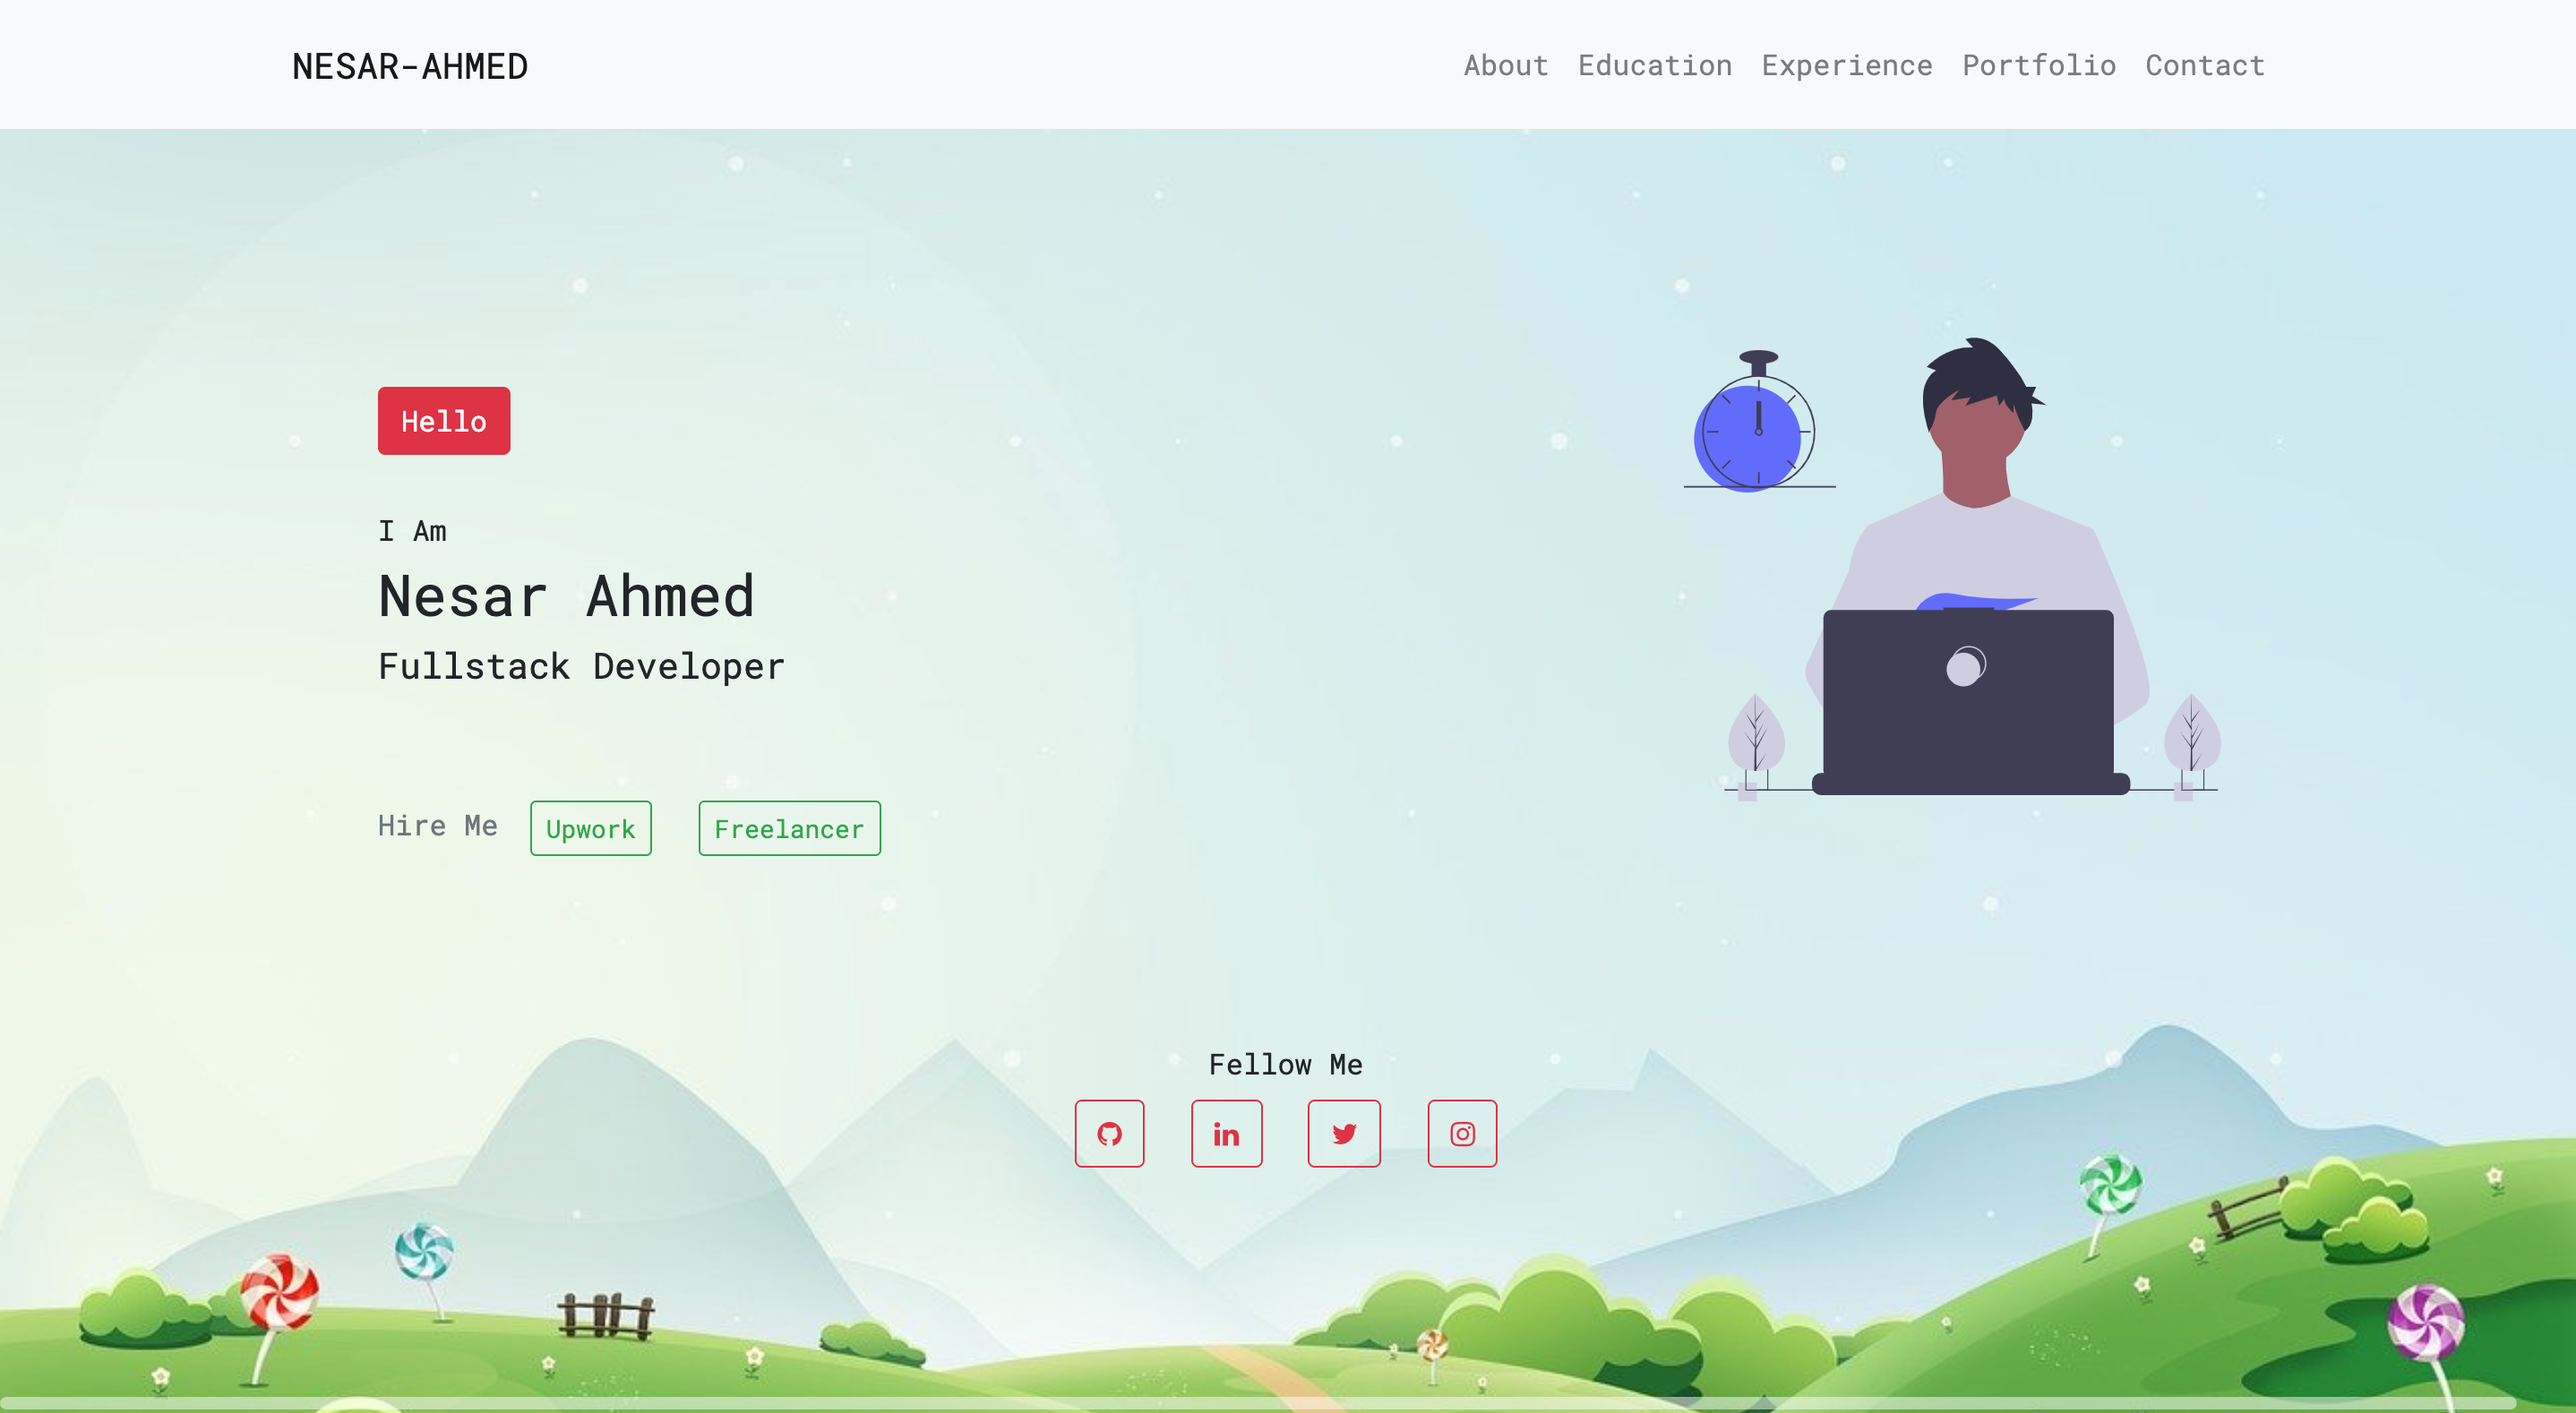 NESAR-AHMED
About Education Experience Portfolio Contact
Hello
I Am
Nesar Ahmed
Fullstack Developer
Hire Me Upwork Freelancer
Fellow Me
in